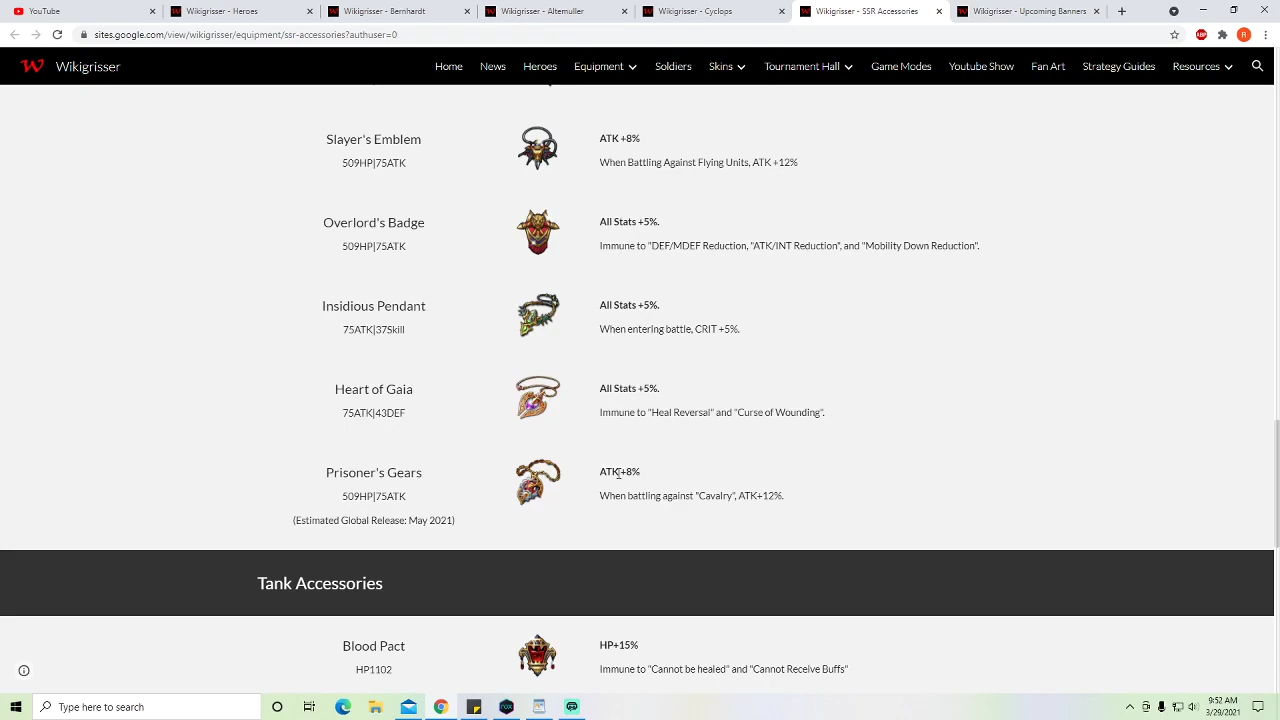 YouTube
Wikigrisser - Heroes
Wikigrisser - Bernhardt
Wikigrisser - Altemuller
Wikigrisser - Cyclops
Wikigrisser - SSR Accessories
Wikigrisser - Upcoming Banners
sites.google.com/view/wikigrisser/equipment/ssr-accessories?authuser=0
ABP
R
W Wikigrisser
Home News Heroes Equipment Soldiers Skins Tournament Hall Game Modes Youtube Show Fan Art Strategy Guides Resources
Slayer's Emblem
509HP|75ATK
ATK +8%
When Battling Against Flying Units, ATK +12%
Overlord's Badge
509HP|75ATK
All Stats +5%.
Immune to "DEF/MDEF Reduction, "ATK/INT Reduction", and "Mobility Down Reduction".
Insidious Pendant
75ATK|37Skill
All Stats +5%.
When entering battle, CRIT +5%.
Heart of Gaia
75ATK|43DEF
All Stats +5%.
Immune to "Heal Reversal" and "Curse of Wounding".
Prisoner's Gears
509HP|75ATK
(Estimated Global Release: May 2021)
ATK +8%
When battling against "Cavalry", ATK+12%.
Tank Accessories
Blood Pact
HP1102
HP+15%
Immune to "Cannot be healed" and "Cannot Receive Buffs"
Type here to search
nox
9:52 AM
3/29/2021